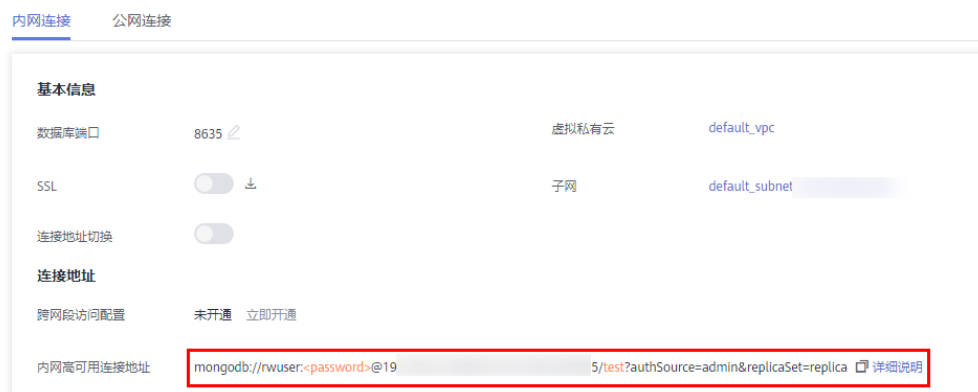 内网连接 公网连接
基本信息
数据库端口 8635 虚拟私有云 default_vpc
SSL 子网 default_subnet
连接地址切换
连接地址
跨网段访问配置 未开通 立即开通
内网高可用连接地址 mongodb://rwuser:<password>@19 5/test?authSource=admin&replicaSet=replica 详细说明